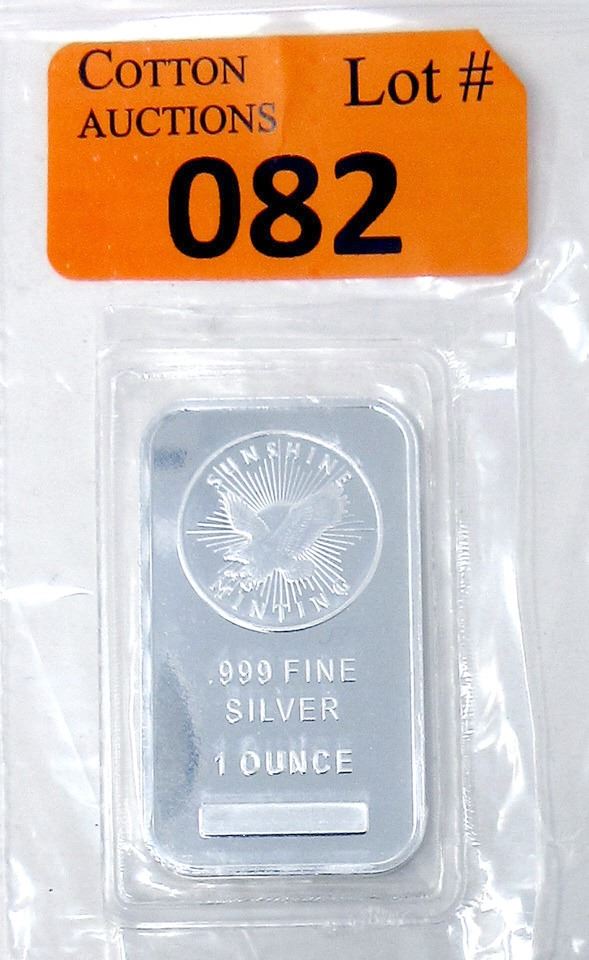 COTTON
AUCTIONS
Lot #
082
SUNSHINE
MINTING
.999 FINE
SILVER
1 OUNCE